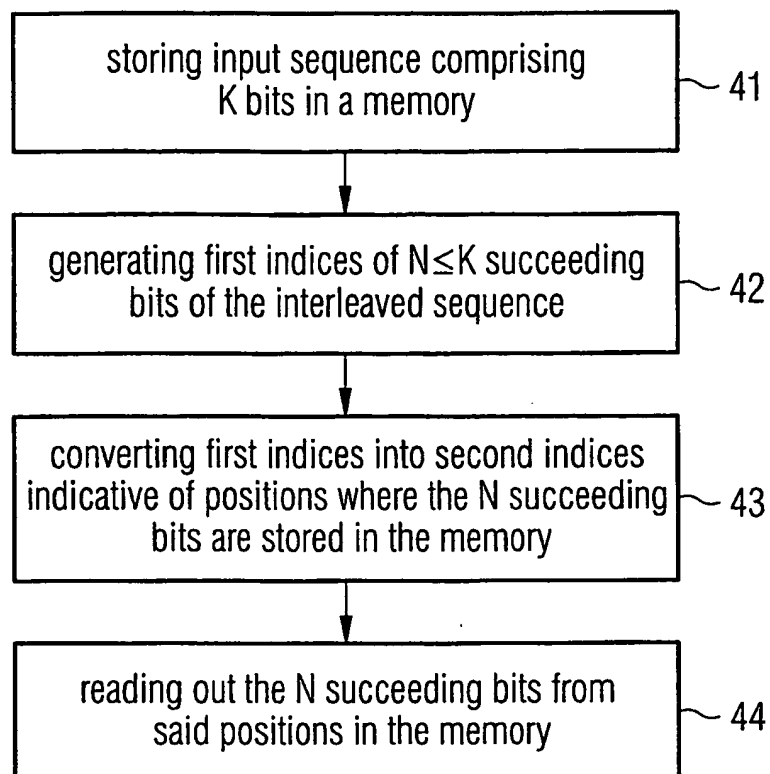 storing input sequence comprising
K bits in a memory
41
generating first indices of N≤K succeeding
bits of the interleaved sequence
42
converting first indices into second indices
indicative of positions where the N succeeding
bits are stored in the memory
43
reading out the N succeeding bits from
said positions in the memory
44